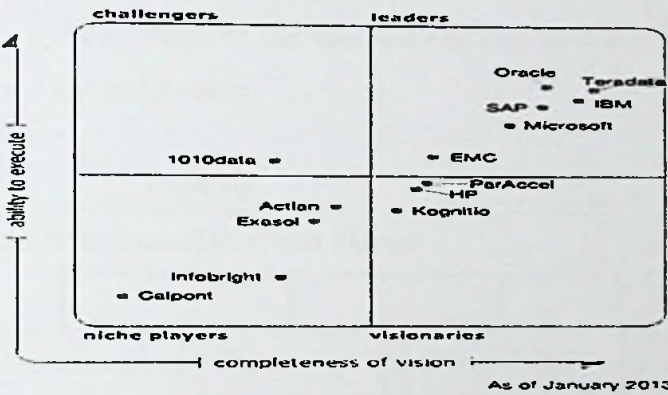 challengers
leaders
Oracle
Teradata
SAP
IBM
Microsoft
1010data
EMC
ParAccel
HP
Actian
Kognitio
Exasol
Infobright
Calpont
niche players
visionaries
ability to execute
completeness of vision
As of January 2013